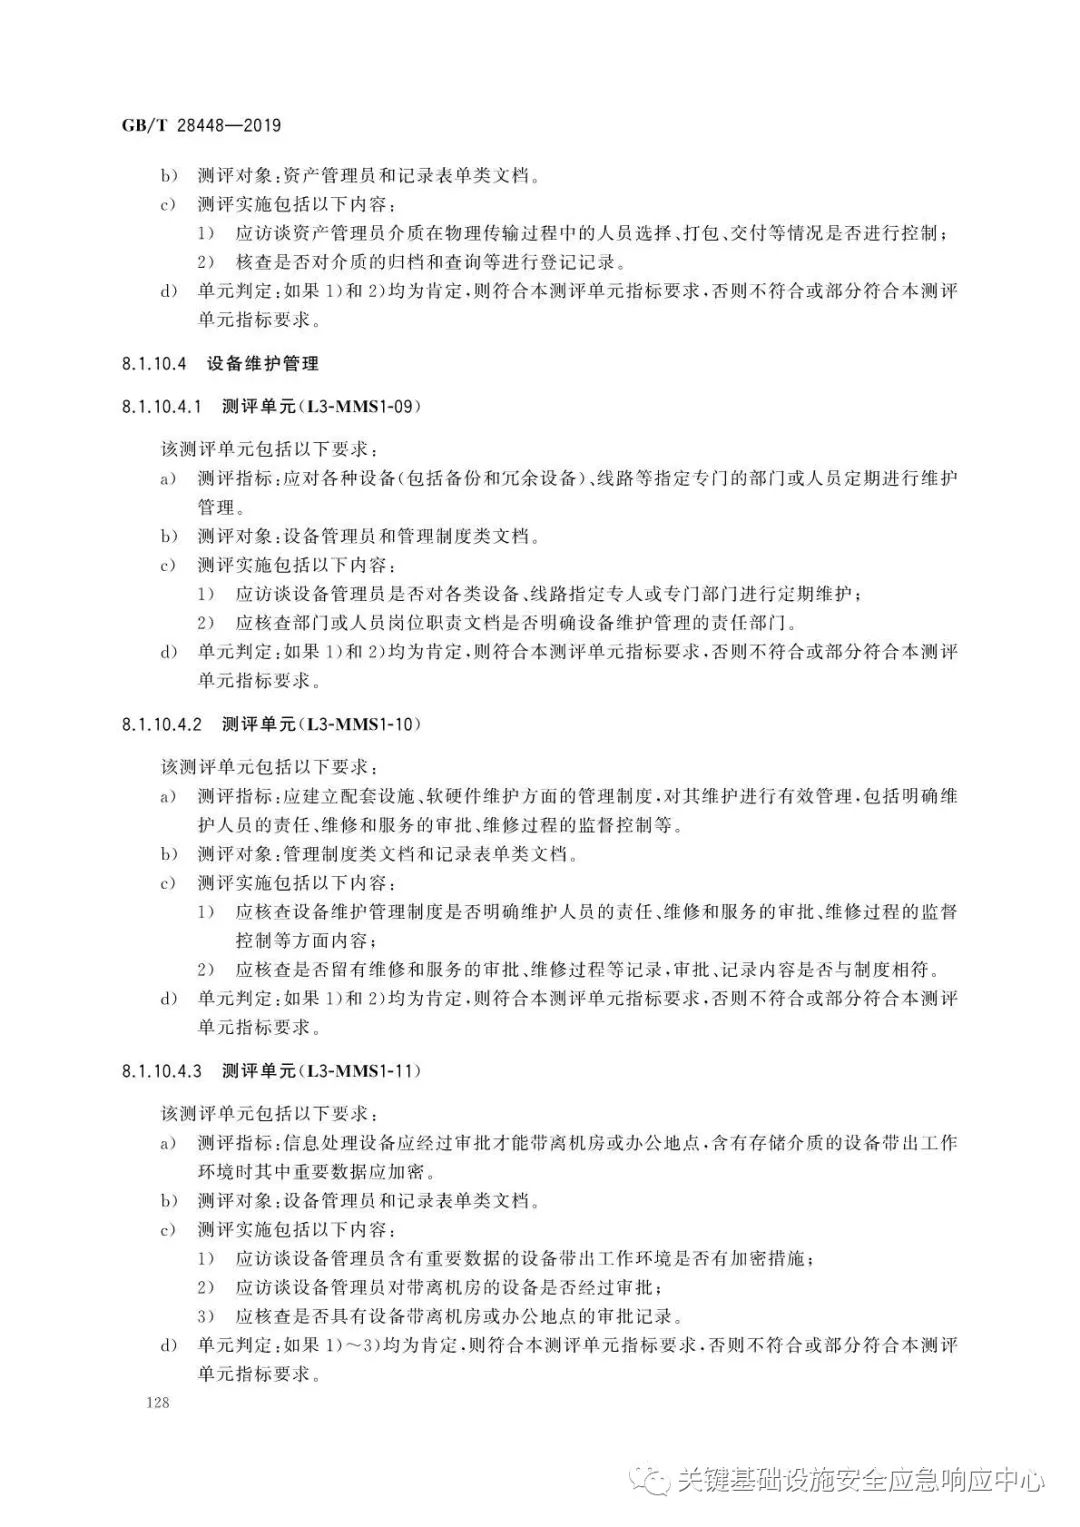 GB/T 28448—2019
b) 测评对象:资产管理员和记录表单类文档。
c) 测评实施包括以下内容:
1) 应访谈资产管理员介质在物理传输过程中的人员选择、打包、交付等情况是否进行控制;
2) 核查是否对介质的归档和查询等进行登记记录。
d) 单元判定:如果 1)和 2)均为肯定,则符合本测评单元指标要求,否则不符合或部分符合本测评
单元指标要求。
8.1.10.4 设备维护管理
8.1.10.4.1 测评单元(L3-MMS1-09)
该测评单元包括以下要求:
a) 测评指标:应对各种设备(包括备份和冗余设备)、线路等指定专门的部门或人员定期进行维护
管理。
b) 测评对象:设备管理员和管理制度类文档。
c) 测评实施包括以下内容:
1) 应访谈设备管理员是否对各类设备、线路指定专人或专门部门进行定期维护;
2) 应核查部门或人员岗位职责文档是否明确设备维护管理的责任部门。
d) 单元判定:如果 1)和 2)均为肯定,则符合本测评单元指标要求,否则不符合或部分符合本测评
单元指标要求。
8.1.10.4.2 测评单元(L3-MMS1-10)
该测评单元包括以下要求:
a) 测评指标:应建立配套设施、软硬件维护方面的管理制度,对其维护进行有效管理,包括明确维
护人员的责任、维修和服务的审批、维修过程的监督控制等。
b) 测评对象:管理制度类文档和记录表单类文档。
c) 测评实施包括以下内容:
1) 应核查设备维护管理制度是否明确维护人员的责任、维修和服务的审批、维修过程的监督
控制等方面内容;
2) 应核查是否留有维修和服务的审批、维修过程等记录,审批、记录内容是否与制度相符。
d) 单元判定:如果 1)和 2)均为肯定,则符合本测评单元指标要求,否则不符合或部分符合本测评
单元指标要求。
8.1.10.4.3 测评单元(L3-MMS1-11)
该测评单元包括以下要求:
a) 测评指标:信息处理设备应经过审批才能带离机房或办公地点,含有存储介质的设备带出工作
环境时其中重要数据应加密。
b) 测评对象:设备管理员和记录表单类文档。
c) 测评实施包括以下内容:
1) 应访谈设备管理员含有重要数据的设备带出工作环境是否有加密措施;
2) 应访谈设备管理员对带离机房的设备是否经过审批;
3) 应核查是否具有设备带离机房或办公地点的审批记录。
d) 单元判定:如果 1)～3)均为肯定,则符合本测评单元指标要求,否则不符合或部分符合本测评
单元指标要求。
128
关键基础设施安全应急响应中心